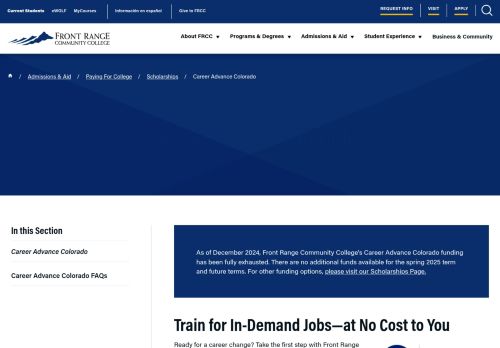 Current Students eWOLF MyCourses Información en español Give to FRCC REQUEST INFO VISIT APPLY
FRONT RANGE
COMMUNITY COLLEGE
About FRCC Programs & Degrees Admissions & Aid Student Experience Business & Community
/ Admissions & Aid / Paying For College / Scholarships / Career Advance Colorado
In this Section
Career Advance Colorado
Career Advance Colorado FAQs
As of December 2024, Front Range Community College's Career Advance Colorado funding
has been fully exhausted. There are no additional funds available for the spring 2025 term
and future terms. For other funding options, please visit our Scholarships Page.
Train for In-Demand Jobs—at No Cost to You
Ready for a career change? Take the first step with Front Range